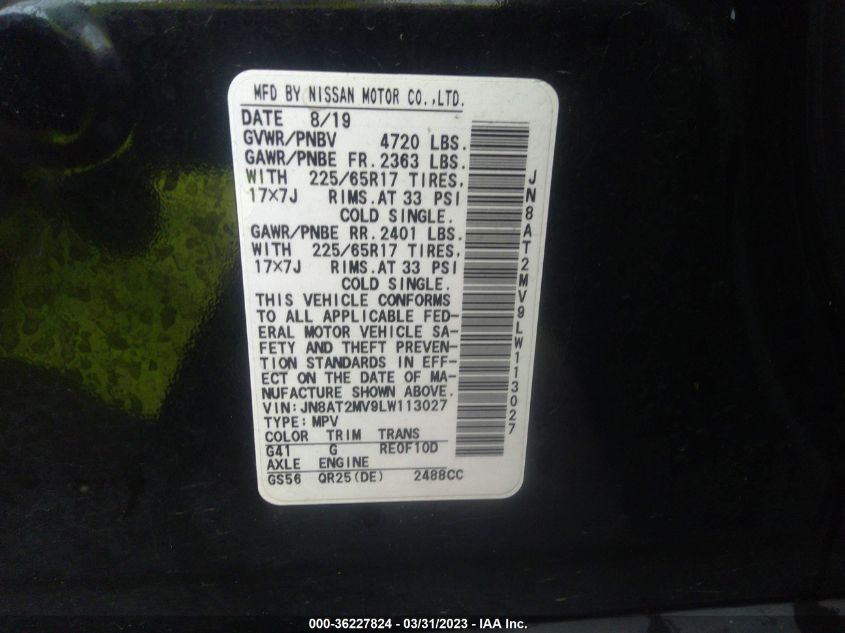 MFD BY NISSAN MOTOR CO.,LTD.
DATE 8/19
GVWR/PNBV 4720 LBS.
GAWR/PNBE FR.2363 LBS.
WITH 225/65R17 TIRES,
17×7J RIMS.AT 33 PSI
COLD SINGLE.
GAWR/PNBE RR.2401 LBS.
WITH 225/65R17 TIRES,
17×7J RIMS.AT 33 PSI
COLD SINGLE.
THIS VEHICLE CONFORMS
TO ALL APPLICABLE FED-
ERAL MOTOR VEHICLE SA-
FETY AND THEFT PREVEN-
TION STANDARDS IN EFF-
ECT ON THE DATE OF MA-
NUFACTURE SHOWN ABOVE.
VIN:JN8AT2MV9LW113027
TYPE:MPV
COLOR TRIM TRANS
G41 G RE0F10D
AXLE ENGINE
GS56 QR25(DE) 2488CC
JN8AT2MV9LW113027
000-36227824 - 03/31/2023 - IAA Inc.